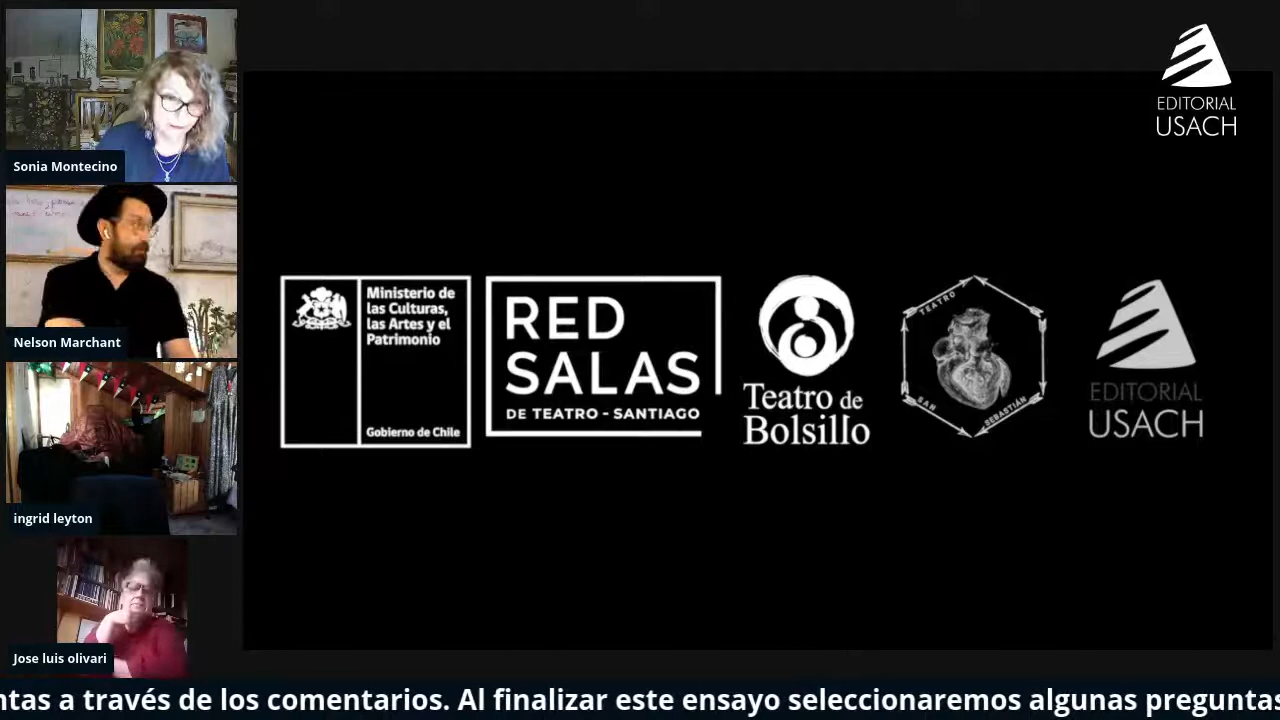 EDITORIAL
USACH
Sonia Montecino
Nelson Marchant
ingrid leyton
Jose luis olivari
Ministerio de
las Culturas,
las Artes y el
Patrimonio
Gobierno de Chile
RED
SALAS
DE TEATRO - SANTIAGO
Teatro de
Bolsillo
TEATRO
SAN
SEBASTIÁN
EDITORIAL
USACH
ntas a través de los comentarios. Al finalizar este ensayo seleccionaremos algunas preguntas